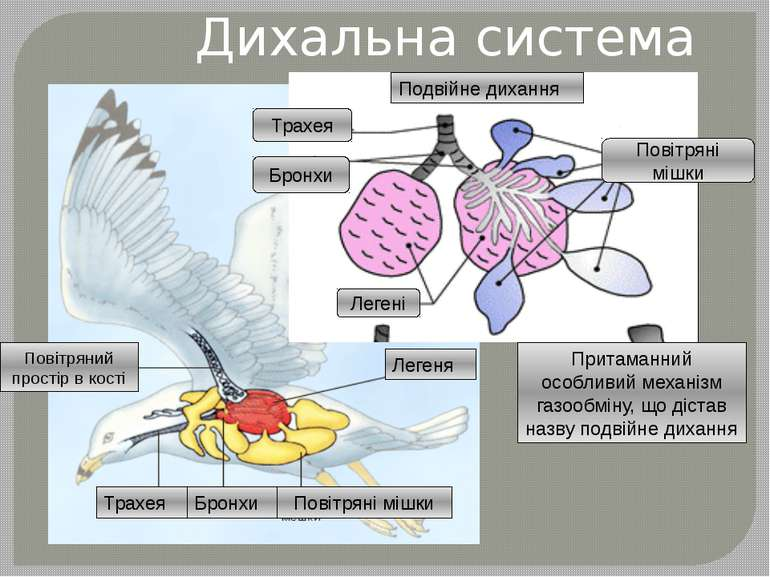 Дихальна система
Подвійне дихання
Трахея
Бронхи
Повітряні
мішки
Легені
Повітряний
простір в кості
Легеня
Притаманний
особливий механізм
газообміну, що дістав
назву подвійне дихання
Трахея
Бронхи
Повітряні мішки